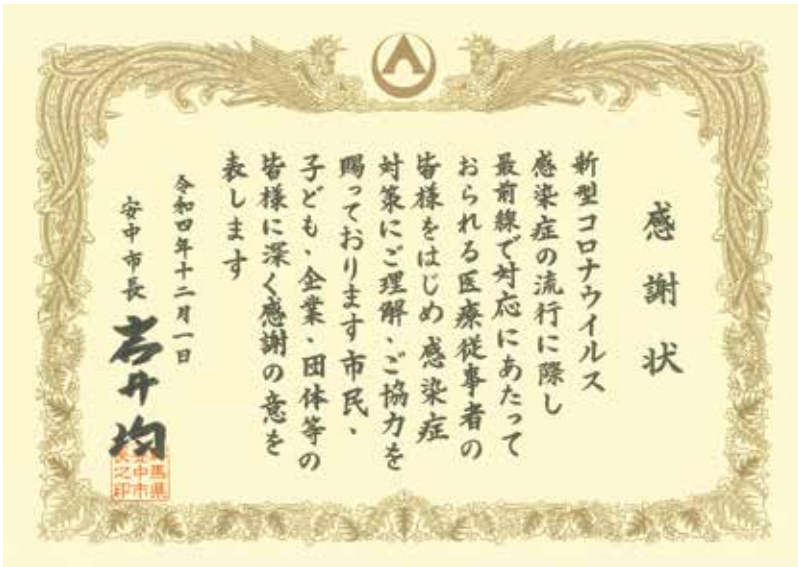 感謝状
新型コロナウイルス
感染症の流行に際し
最前線で対応にあたって
おられる医療従事者の
皆様をはじめ感染症
対策にご理解・ご協力を
賜っております市民、
子ども、企業・団体等の
皆様に深く感謝の意を
表します
令和四年十二月一日
安中市長 岩井均
馬県
安中市
長之印